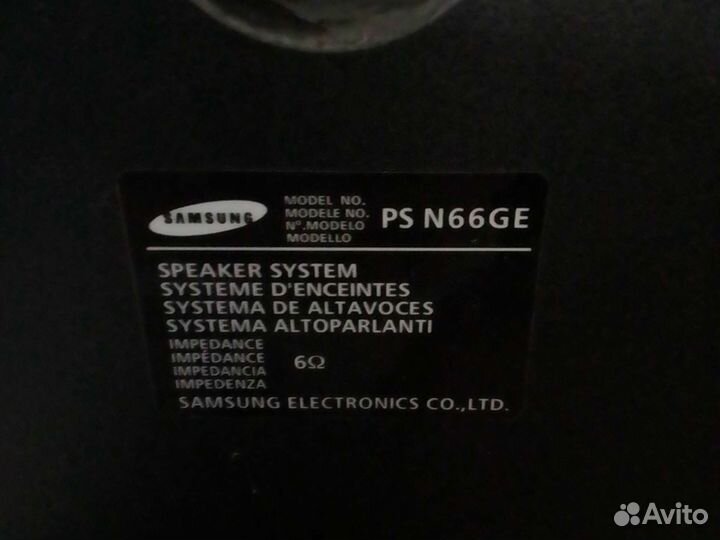 SAMSUNG
MODEL NO.
MODELE NO.
Nº.MODELO
MODELLO
PS N66GE
SPEAKER SYSTEM
SYSTEME D'ENCEINTES
SYSTEMA DE ALTAVOCES
SYSTEMA ALTOPARLANTI
IMPEDANCE
IMPÉDANCE
IMPEDANCIA
IMPEDENZA
6Ω
SAMSUNG ELECTRONICS CO.,LTD.
Avito